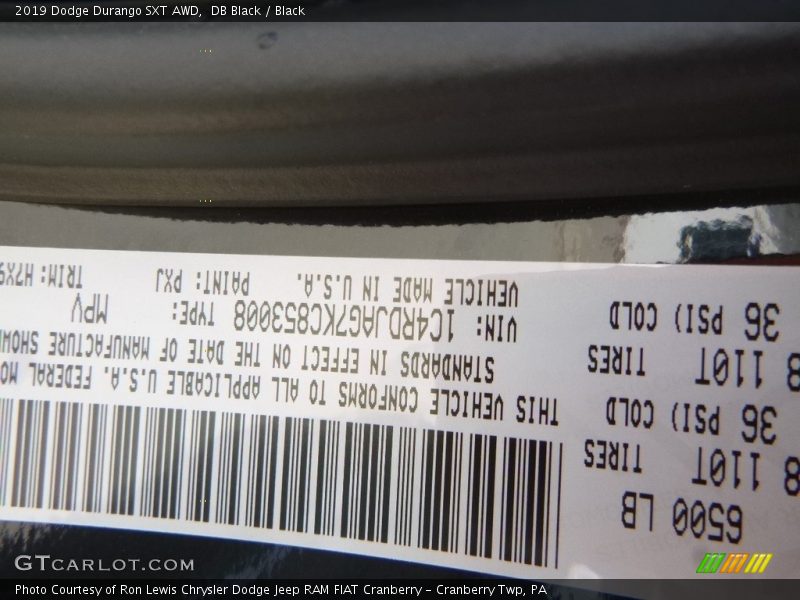 2019 Dodge Durango SXT AWD,  DB Black / Black
6500 LB
110T TIRES
36 PSI) COLD
110T TIRES
36 PSI) COLD
THIS VEHICLE CONFORMS TO ALL APPLICABLE U.S.A. FEDERAL
STANDARDS IN EFFECT ON THE DATE OF MANUFACTURE
VIN: 1C4RDJAG7KC853008 TYPE: MPV
VEHICLE MADE IN U.S.A. PAINT: PXJ TRIM:
GTCARLOT.COM
Photo Courtesy of Ron Lewis Chrysler Dodge Jeep RAM FIAT Cranberry – Cranberry Twp, PA